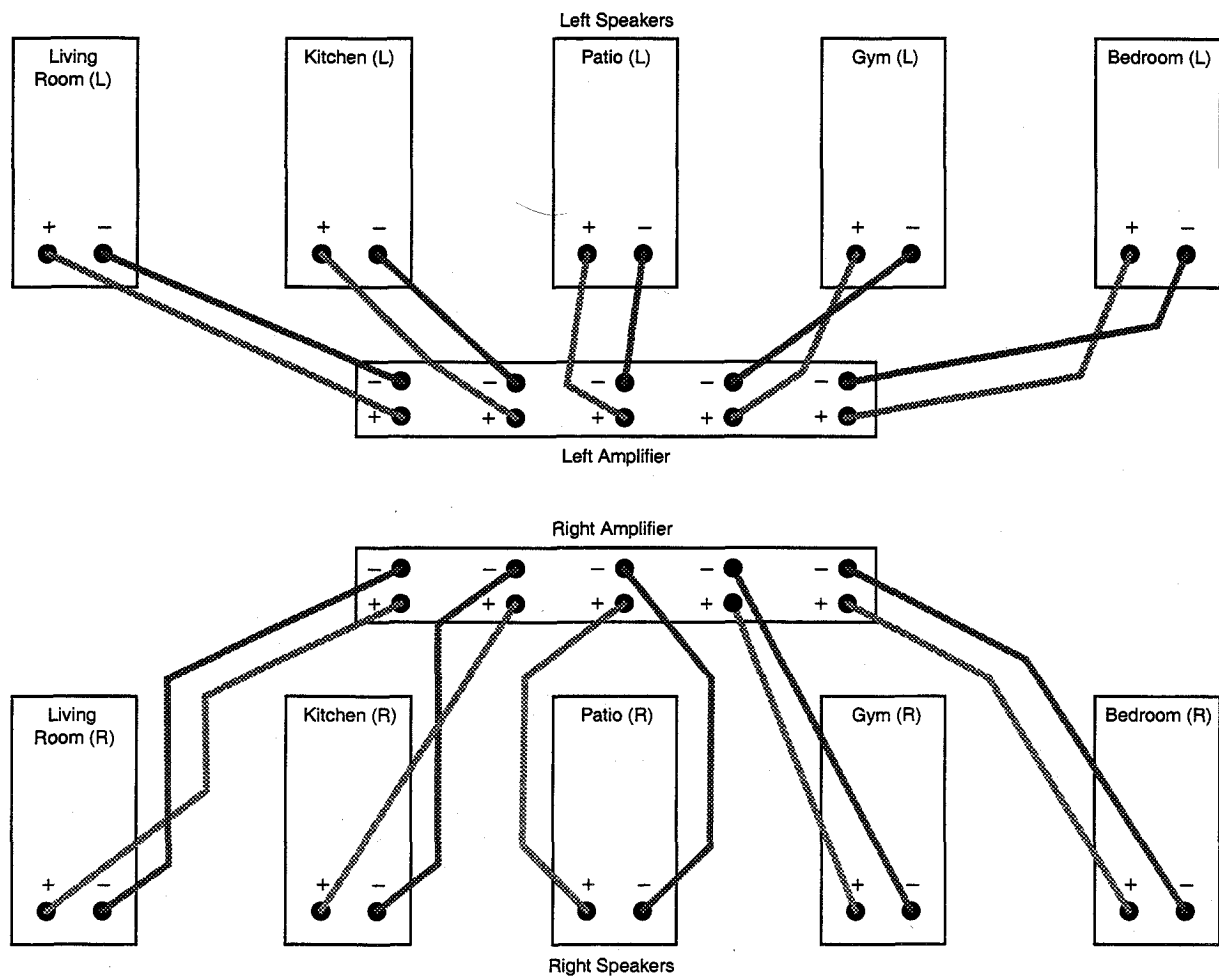 Left Speakers
Living
Room (L)
Kitchen (L)
Patio (L)
Gym (L)
Bedroom (L)
+ −
+ −
+ −
+ −
+ −
− − − − −
+ + + + +
Left Amplifier
Right Amplifier
− − − − −
+ + + + +
Living
Room (R)
Kitchen (R)
Patio (R)
Gym (R)
Bedroom (R)
+ −
+ −
+ −
+ −
+ −
Right Speakers